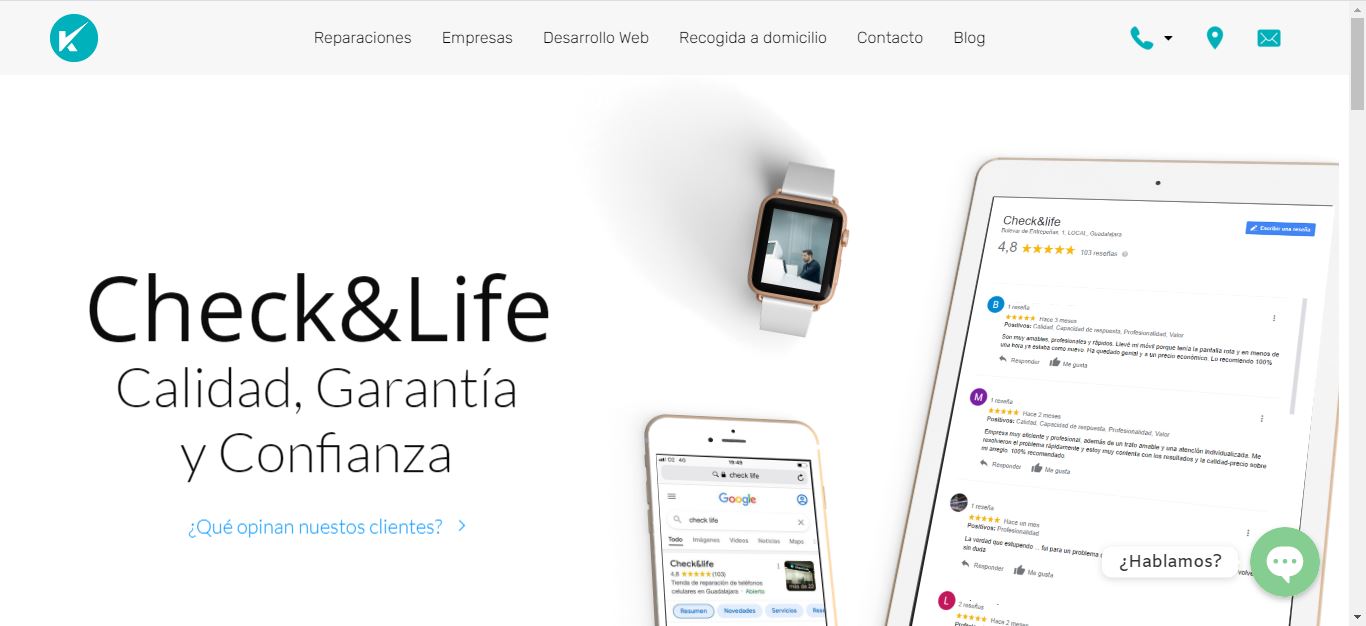 Reparaciones Empresas Desarrollo Web Recogida a domicilio Contacto Blog
Check&Life
Calidad, Garantía
y Confianza
¿Qué opinan nuestros clientes?
19:45
check life
Google
check life
Todo Imágenes Vídeos Noticias Maps
Check&life
4,8 (103)
Tienda de reparación de teléfonos
celulares en Guadalajara · Abierto
más de 20
Resumen Novedades Servicios
Check&life
Bulevar de Entrepeñas, 1, LOCAL, Guadalajara
Escribir una reseña
4,8 103 reseñas
B
1 reseña
Hace 3 meses
Positivos: Calidad, Capacidad de respuesta, Profesionalidad, Valor
Son muy amables, profesionales y rápidos. Llevé mi móvil porque tenía la pantalla rota y en menos de
una hora ya estaba como nuevo. Ha quedado genial y a un precio económico. Lo recomiendo 100%
Responder Me gusta
M
1 reseña
Hace 2 meses
Positivos: Calidad, Capacidad de respuesta, Profesionalidad, Valor
Empresa muy eficiente y profesional, además de un trato amable y una atención individualizada. Me
resolvieron el problema rápidamente y estoy muy contenta con los resultados y la calidad-precio sobre
mi arreglo. 100% recomendado
Responder Me gusta
1 reseña
Hace un mes
Positivos: Profesionalidad
La verdad que estupendo ... fui para un problema
sin duda
Responder Me gusta
L
2 reseñas
Hace 2 meses
¿Hablamos?